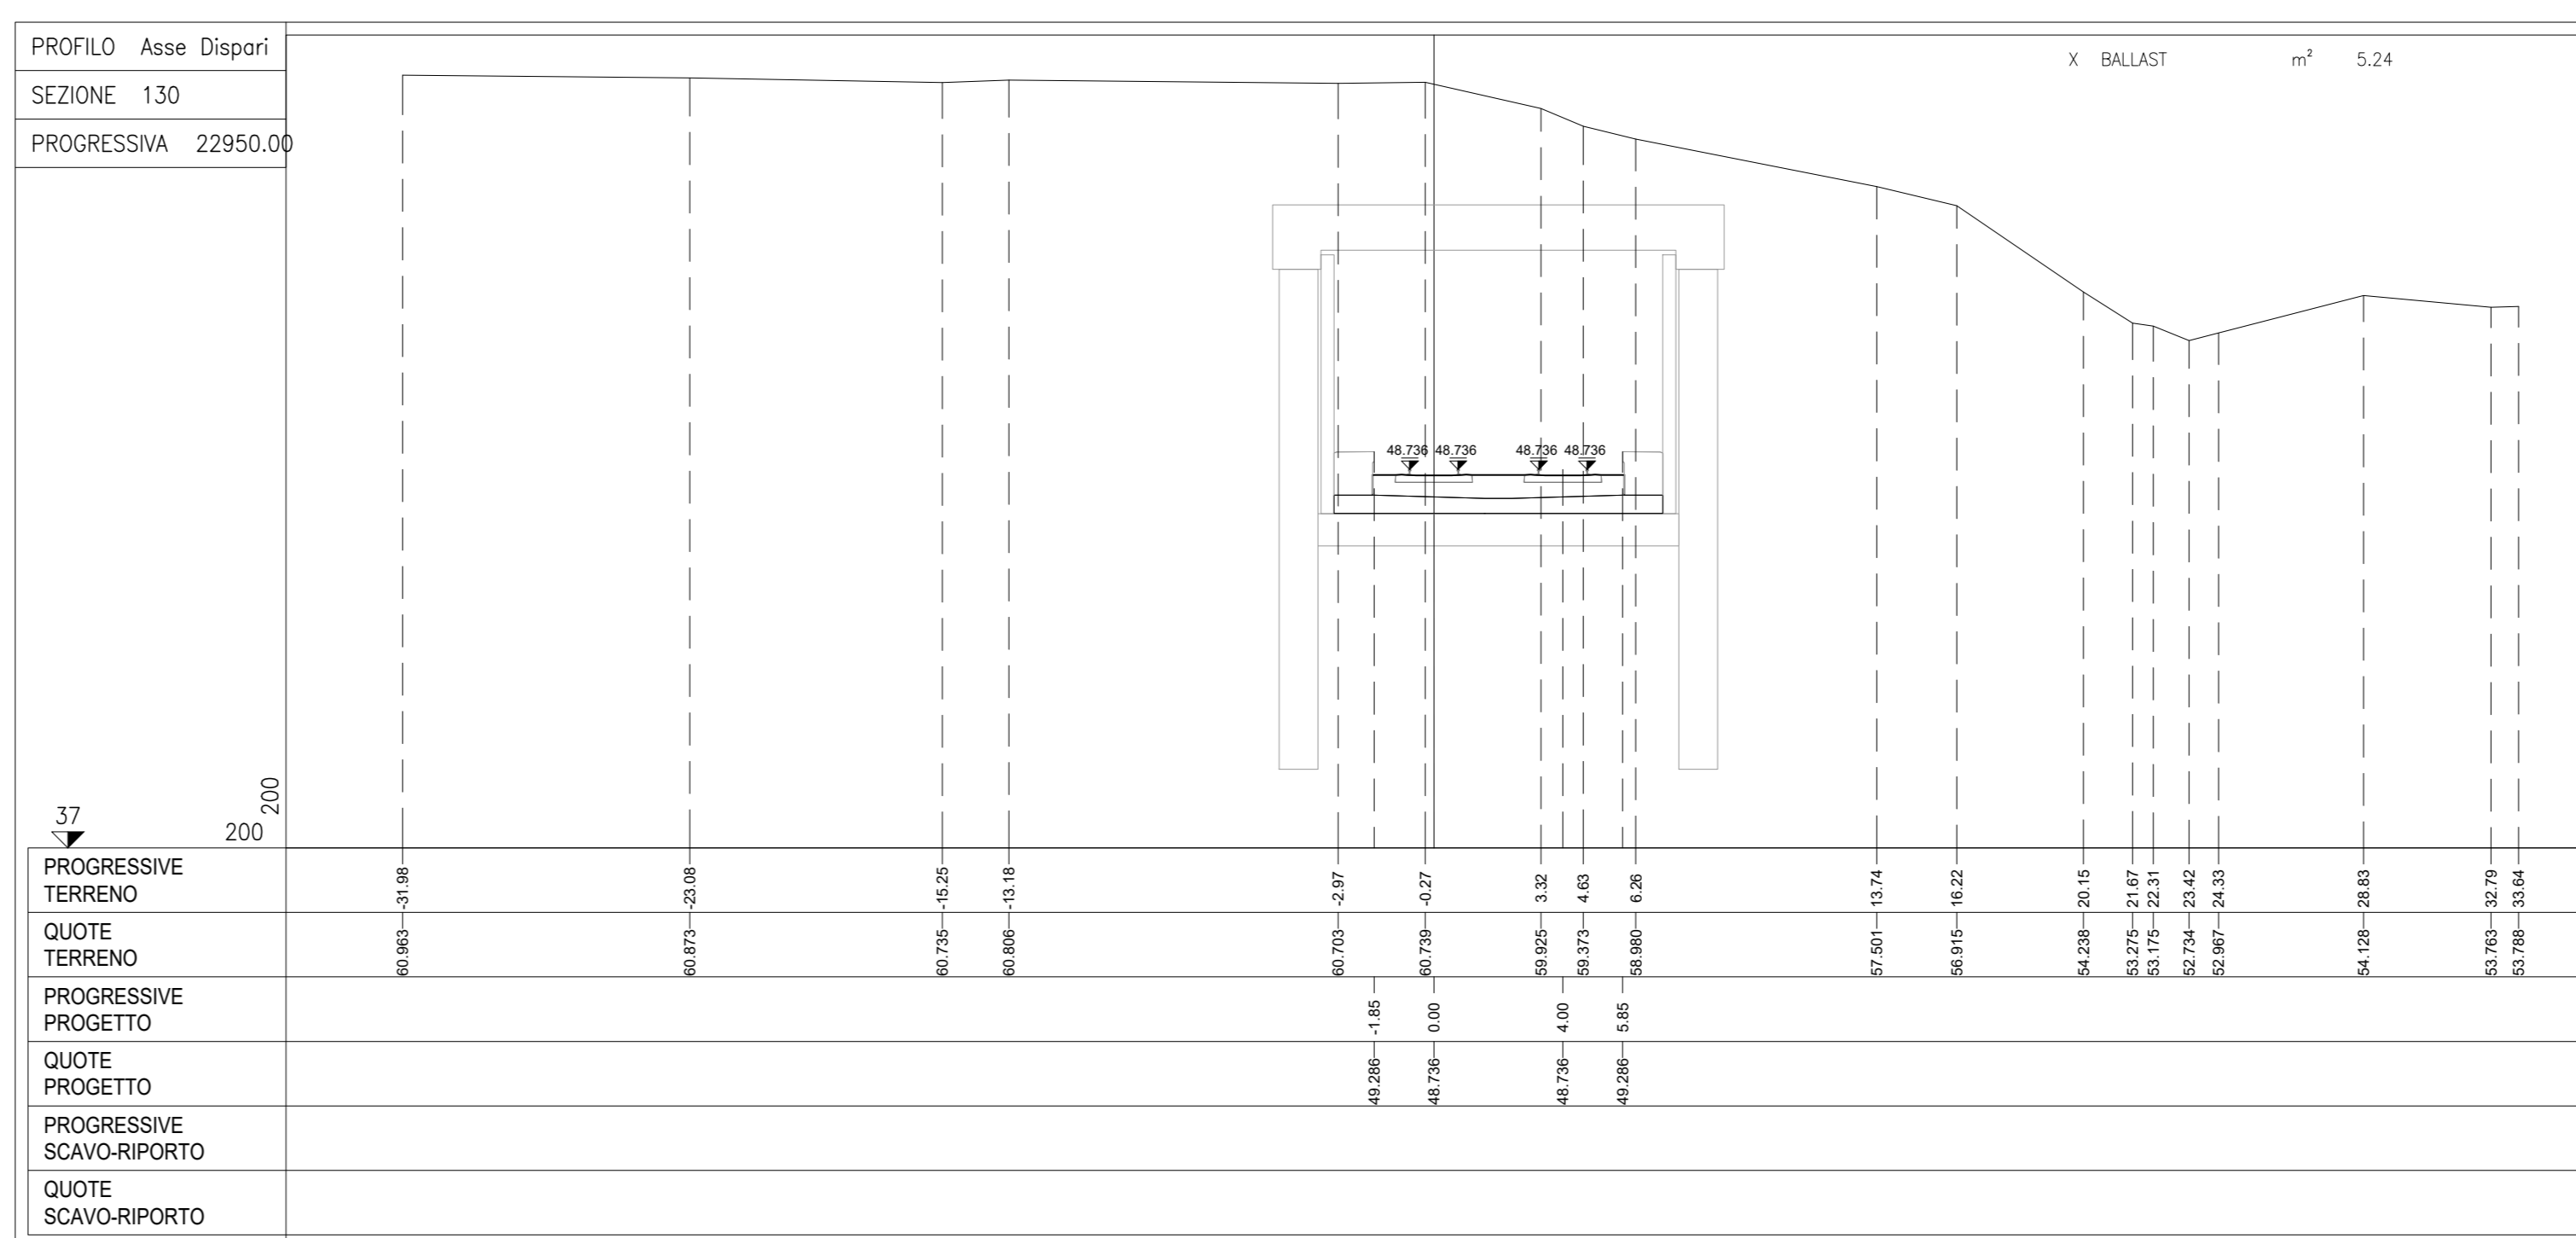 PROFILO Asse Dispari
SEZIONE 130
PROGRESSIVA 22950.00
X BALLAST m² 5.24
48.736 48.736 48.736 48.736
200
37
200
PROGRESSIVE
TERRENO
-31.98 -23.08 -15.25 -13.18 -2.97 -0.27 3.32 4.63 6.26 13.74 16.22 20.15 21.67 22.31 23.42 24.33 28.83 32.79 33.64
QUOTE
TERRENO
60.963 60.873 60.735 60.806 60.703 60.739 59.925 59.373 58.980 57.501 56.915 54.238 53.275 53.175 52.734 52.967 54.128 53.763 53.788
PROGRESSIVE
PROGETTO
-1.85 0.00 4.00 5.85
QUOTE
PROGETTO
49.286 48.736 48.736 49.286
PROGRESSIVE
SCAVO-RIPORTO
QUOTE
SCAVO-RIPORTO